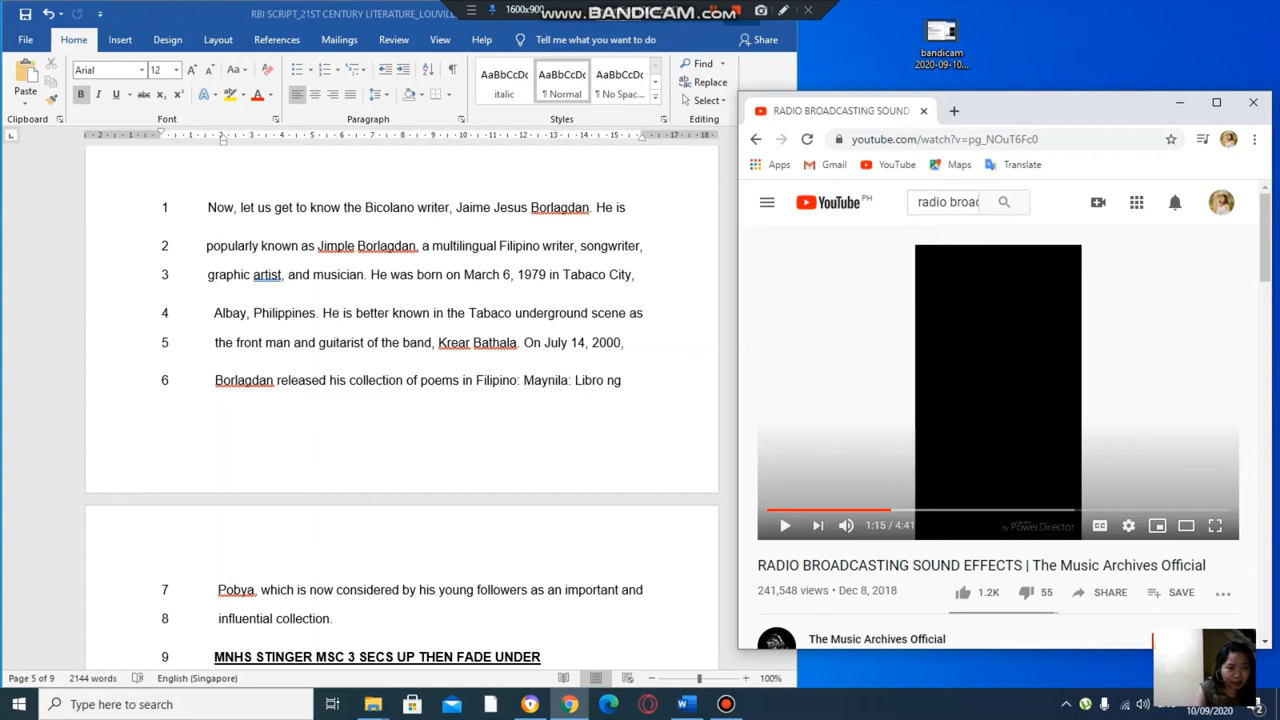 RBI SCRIPT_21ST CENTURY LITERATURE_LOUVILL
1600x900
www.BANDICAM.com
File Home Insert Design Layout References Mailings Review View Help Tell me what you want to do Share
Paste
Arial 12
AaBbCcDc AaBbCcDc AaBbCcDc
italic ¶ Normal ¶ No Spac...
Find
Replace
Select
Clipboard Font Paragraph Styles Editing
1 Now, let us get to know the Bicolano writer, Jaime Jesus Borlagdan. He is
2 popularly known as Jimple Borlagdan, a multilingual Filipino writer, songwriter,
3 graphic artist, and musician. He was born on March 6, 1979 in Tabaco City,
4 Albay, Philippines. He is better known in the Tabaco underground scene as
5 the front man and guitarist of the band, Krear Bathala. On July 14, 2000,
6 Borlagdan released his collection of poems in Filipino: Maynila: Libro ng
7 Pobya, which is now considered by his young followers as an important and
8 influential collection.
9 MNHS STINGER MSC 3 SECS UP THEN FADE UNDER
Page 5 of 9 2144 words English (Singapore) 100%
bandicam
2020-09-10...
RADIO BROADCASTING SOUND
youtube.com/watch?v=pg_NOuT6Fc0
Apps Gmail YouTube Maps Translate
YouTube PH
radio broad
1:15 / 4:41
by PowerDirector
RADIO BROADCASTING SOUND EFFECTS | The Music Archives Official
241,548 views • Dec 8, 2018
1.2K 55 SHARE SAVE
The Music Archives Official
Type here to search
10/09/2020
2